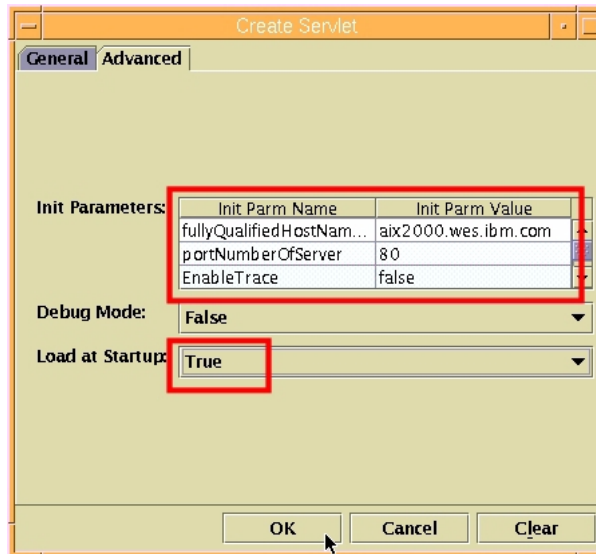 Create Servlet
General Advanced
Init Parameters:
Init Parm Name Init Parm Value
fullyQualifiedHostNam... aix2000.wes.ibm.com
portNumberOfServer 80
EnableTrace false
Debug Mode: False
Load at Startup: True
OK Cancel Clear